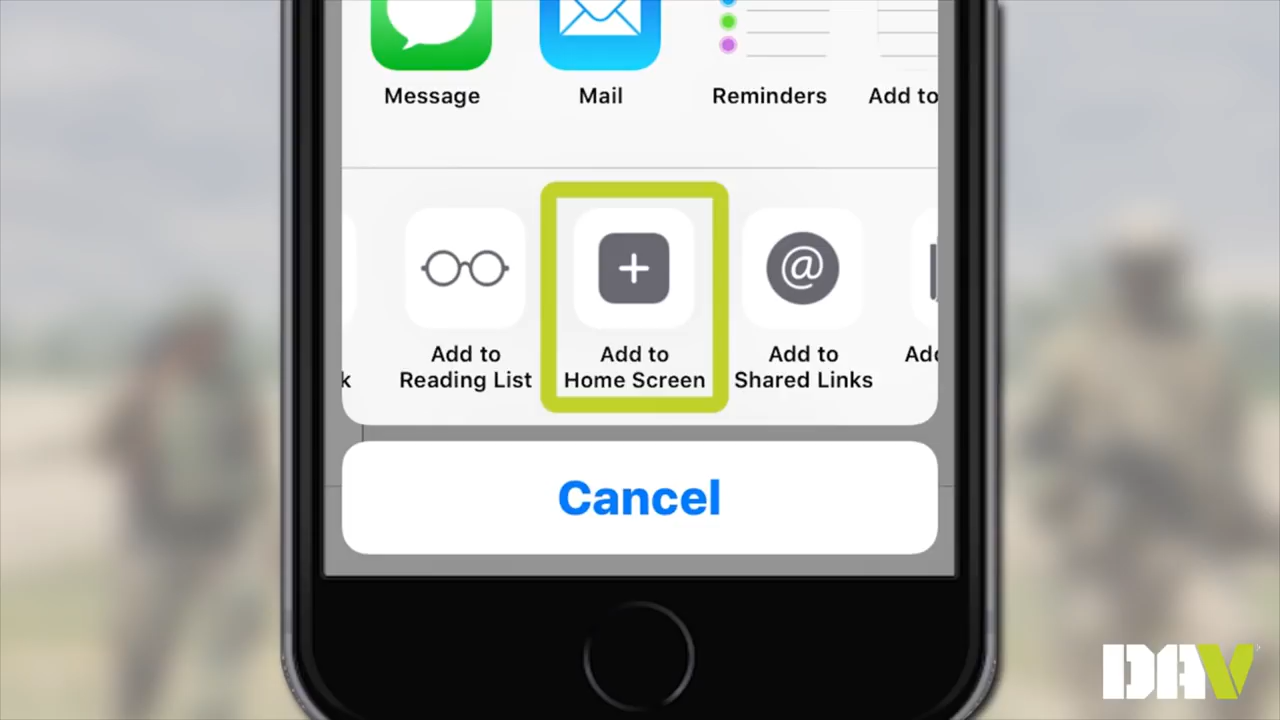 Message
Mail
Reminders
Add to
Add to
Reading List
Add to
Home Screen
Add to
Shared Links
k
Cancel
DAV